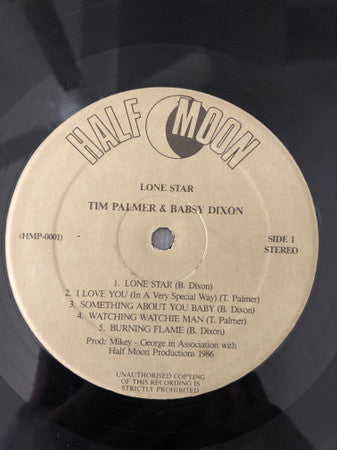 HALF MOON
LONE STAR
TIM PALMER & BABSY DIXON
(HMP-0001)
SIDE 1
STEREO
1. LONE STAR (B. Dixon)
2. I LOVE YOU (In A Very Special Way) (T. Palmer)
3. SOMETHING ABOUT YOU BABY (B. Dixon)
4. WATCHING WATCHIE MAN (T. Palmer)
5. BURNING FLAME (B. Dixon)
Prod: Mikey - George in Association with
Half Moon Productions 1986
UNAUTHORISED COPYING
OF THIS RECORDING IS
STRICTLY PROHIBITED